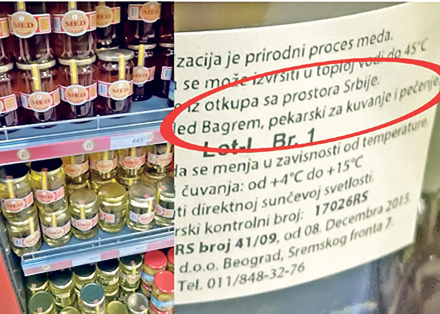 MED
MED
MED
MED
445
zacija je prirodni proces meda.
se može izvršiti u toploj vodi do 45°C
iz otkupa sa prostora Srbije.
ed Bagrem, pekarski za kuvanje i pečenje
Lot-L Br. 1
da se menja u zavisnosti od temperature.
čuvanja: od +4°C do +15°C
ti direktnoj sunčevoj svetlosti.
rski kontrolni broj: 17026RS
RS broj 41/09, od 08. Decembra 2015.
d.o.o. Beograd, Sremskog fronta 7.
Tel. 011/848-32-76